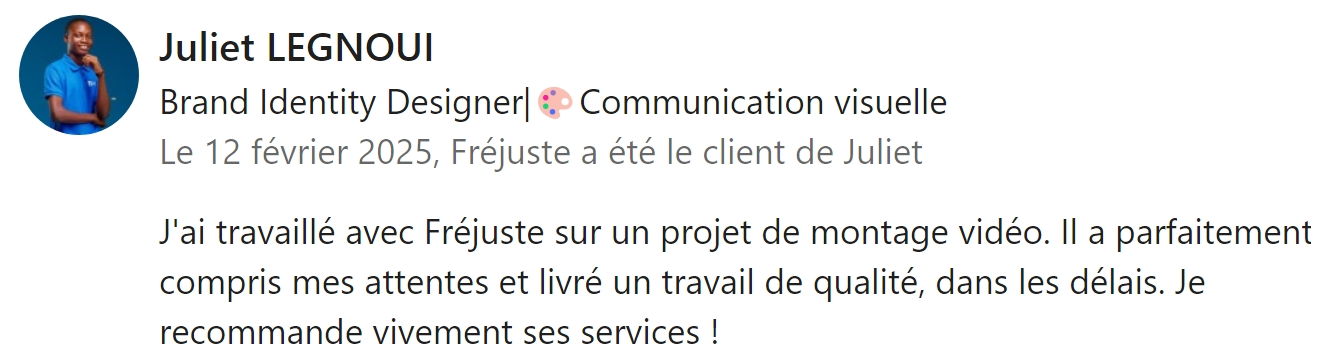 Juliet LEGNOUI
Brand Identity Designer|🎨Communication visuelle
Le 12 février 2025, Fréjuste a été le client de Juliet
J'ai travaillé avec Fréjuste sur un projet de montage vidéo. Il a parfaitement
compris mes attentes et livré un travail de qualité, dans les délais. Je
recommande vivement ses services !